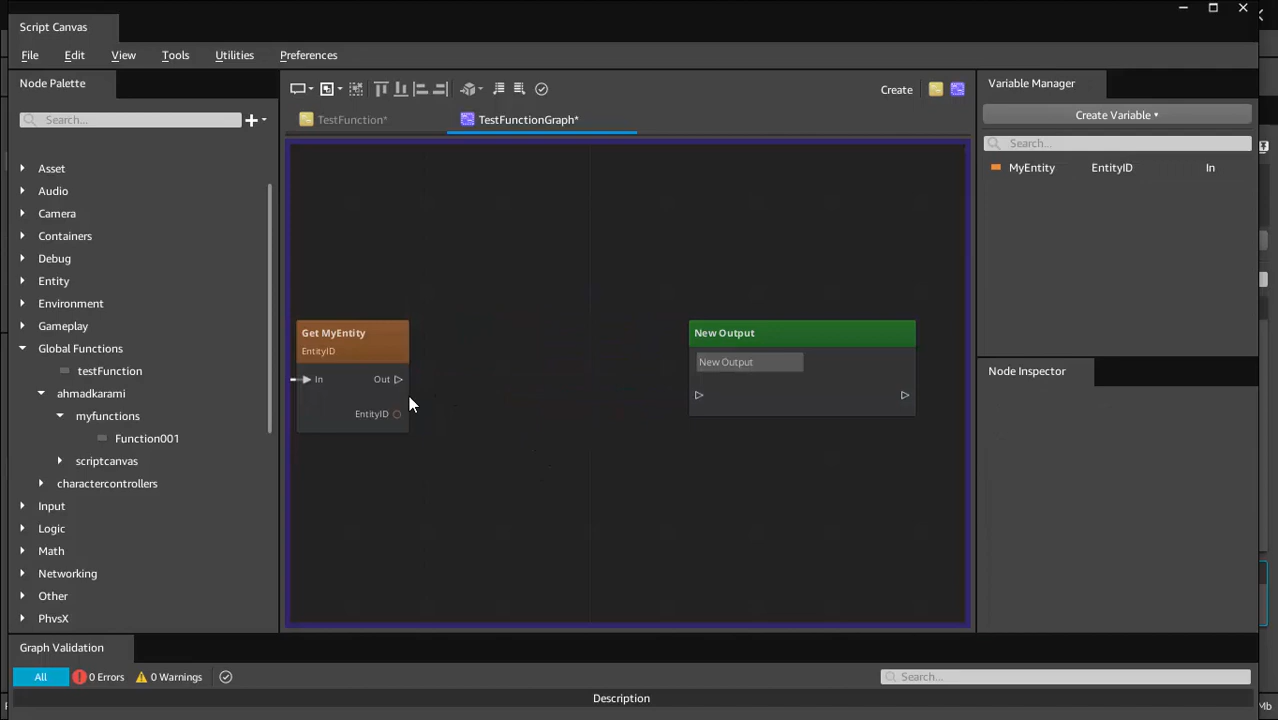 Script Canvas
File Edit View Tools Utilities Preferences
Node Palette
Search...
Asset
Audio
Camera
Containers
Debug
Entity
Environment
Gameplay
Global Functions
testFunction
ahmadkarami
myfunctions
Function001
scriptcanvas
charactercontrollers
Input
Logic
Math
Networking
Other
PhysX
Create
TestFunction*
TestFunctionGraph*
Get MyEntity
EntityID
In Out
EntityID
New Output
New Output
Variable Manager
Create Variable
Search...
MyEntity EntityID In
Node Inspector
Graph Validation
All 0 Errors 0 Warnings
Search...
Description
Mb